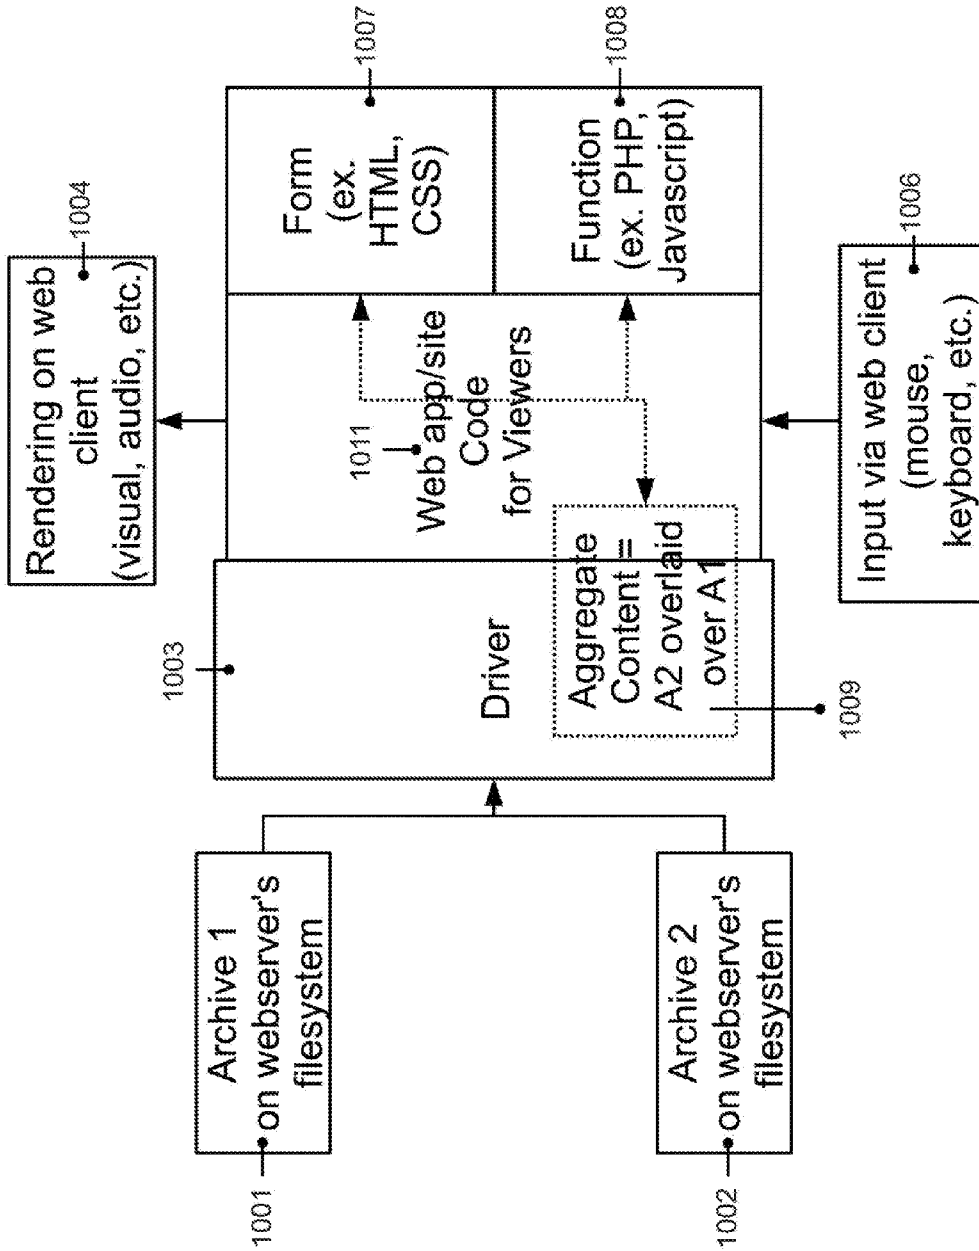 1002
Archive 2
on webserver's
filesystem
1001
Archive 1
on webserver's
filesystem
1003
Driver
1009
Aggregate
Content =
A2 overlaid
over A1
1011
Web app/site
Code
for Viewers
Input via web client
(mouse,
keyboard, etc.)
1006
Rendering on web
client
(visual, audio, etc.)
1004
Function
(ex. PHP,
Javascript)
1008
Form
(ex.
HTML,
CSS)
1007